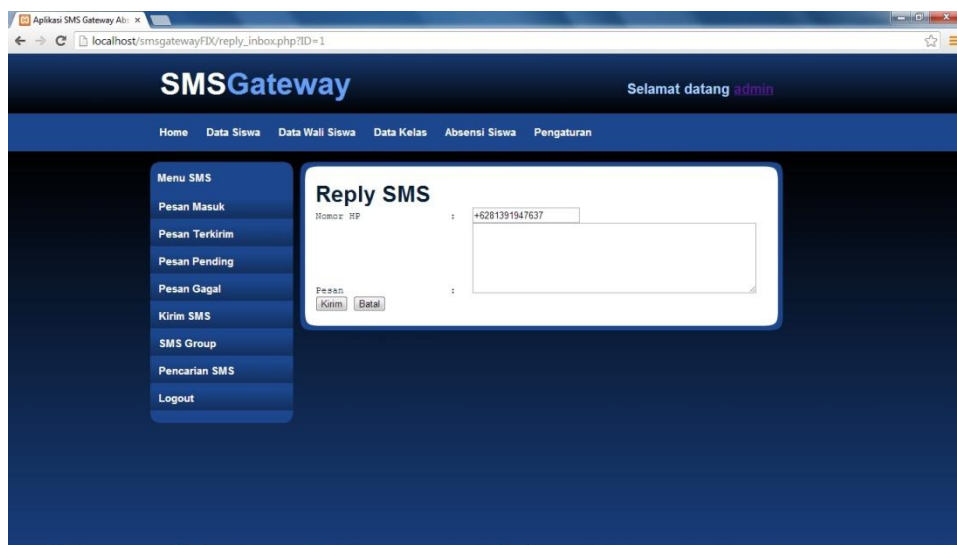 Aplikasi SMS Gateway Ab
localhost/smsgatewayFIX/reply_inbox.php?ID=1
SMSGateway
Selamat datang admin
Home Data Siswa Data Wali Siswa Data Kelas Absensi Siswa Pengaturan
Menu SMS
Pesan Masuk
Pesan Terkirim
Pesan Pending
Pesan Gagal
Kirim SMS
SMS Group
Pencarian SMS
Logout
Reply SMS
Nomor HP : +6281391947637
Pesan :
Kirim Batal